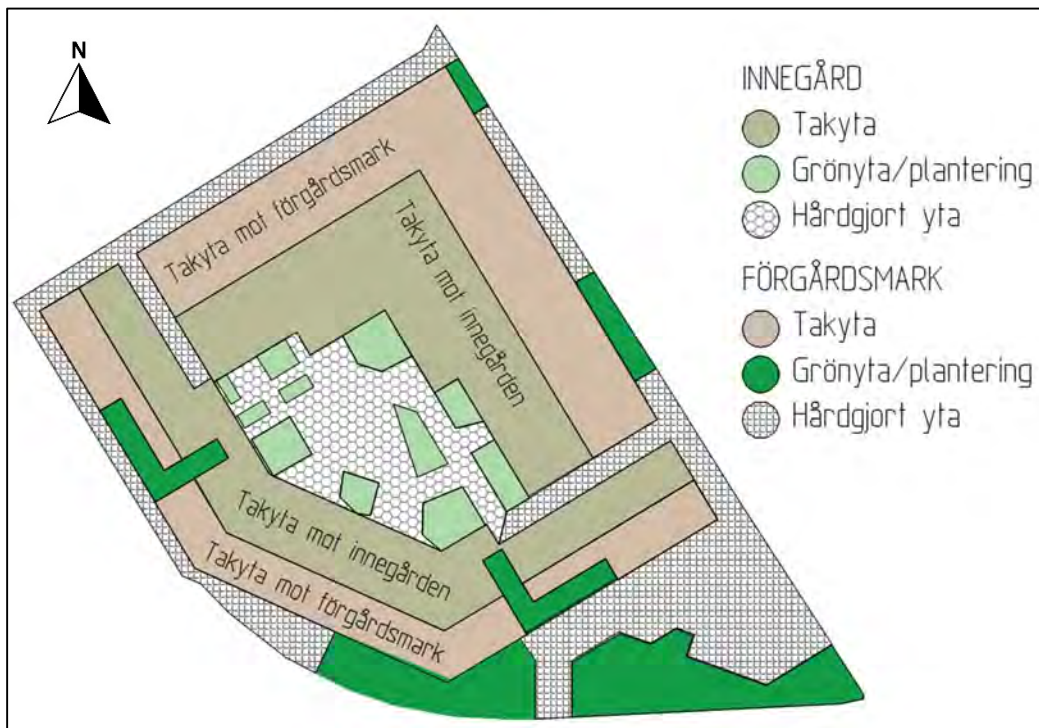 N
INNEGÅRD
Takyta
Grönyta/plantering
Hårdgjort yta
FÖRGÅRDSMARK
Takyta
Grönyta/plantering
Hårdgjort yta
Takyta mot förgårdsmark
Takyta mot innegården
Takyta mot innegården
Takyta mot förgårdsmark